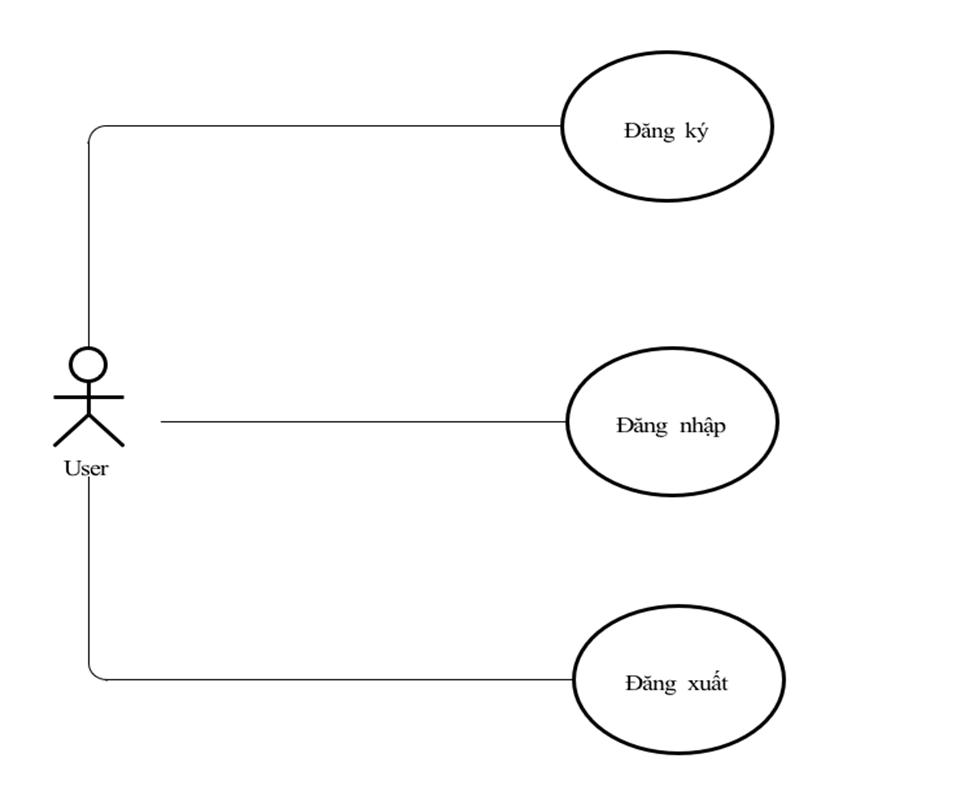 Đăng ký
Đăng nhập
User
Đăng xuất